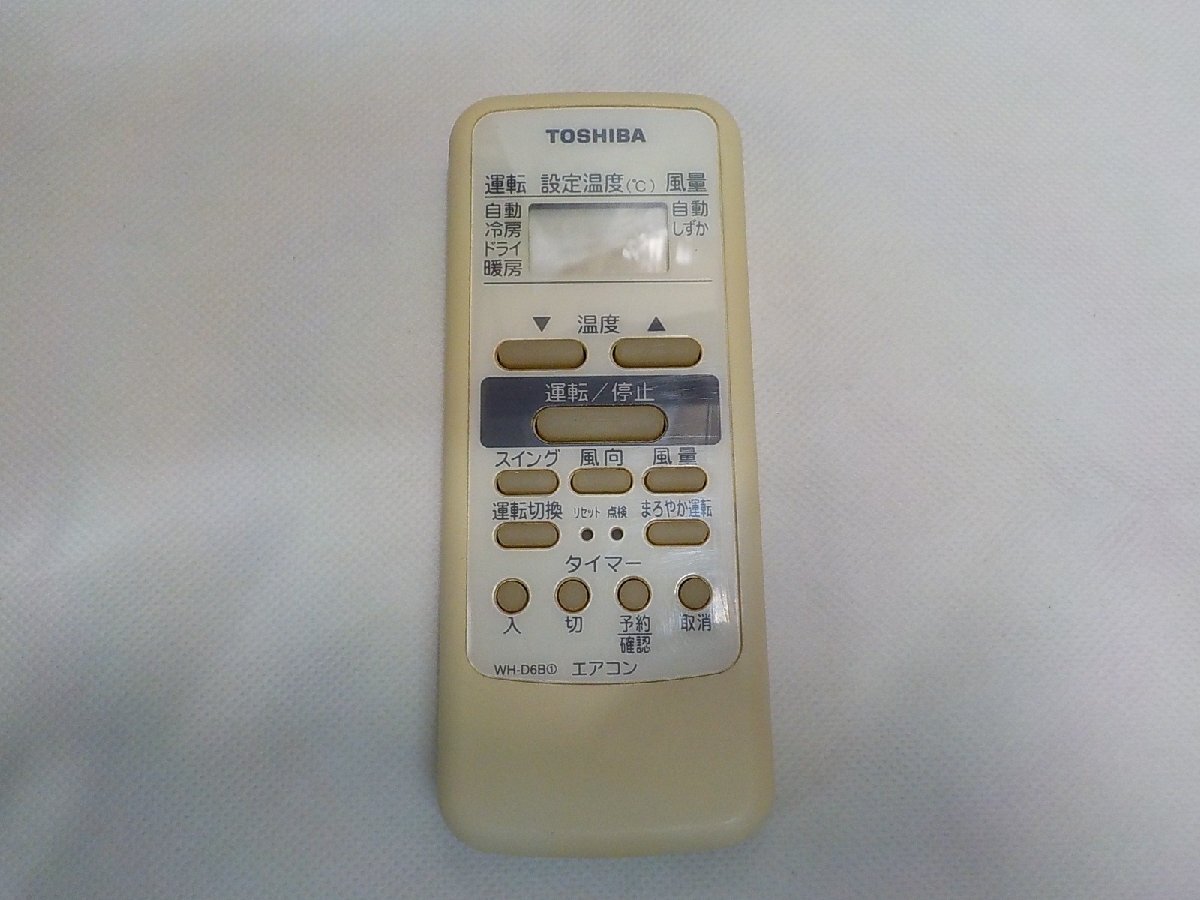 TOSHIBA
運転 設定温度(℃) 風量
自動 自動
冷房 しずか
ドライ
暖房
▼ 温度 ▲
運転/停止
スイング 風向 風量
運転切換 リセット 点検 まろやか運転
タイマー
入 切 予約 取消
確認
WH-D6B① エアコン